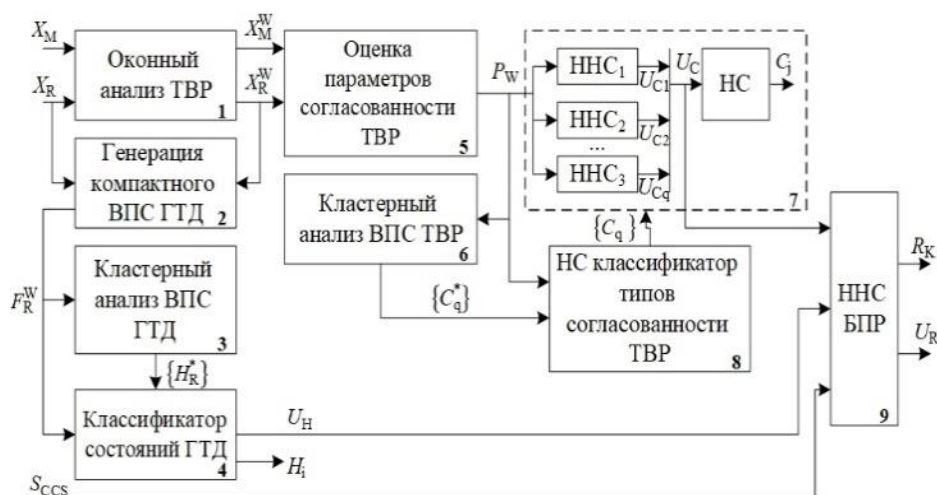 X_M
X_R
Оконный
анализ ТВР
1
X_M^W
X_R^W
Генерация
компактного
ВПС ГТД
2
F_R^W
Кластерный
анализ ВПС
ГТД
3
{H_R^*}
Классификатор
состояний ГТД
4
U_H
H_i
S_CCS
Оценка
параметров
согласованности
ТВР
5
P_W
Кластерный
анализ ВПС ТВР
6
{C_q^*}
ННС₁
U_C1
ННС₂
U_C2
...
ННС₃
U_Cq
U_C
НС
C_j
7
{C_q}
НС классификатор
типов
согласованности
ТВР
8
ННС
БПР
9
R_K
U_R